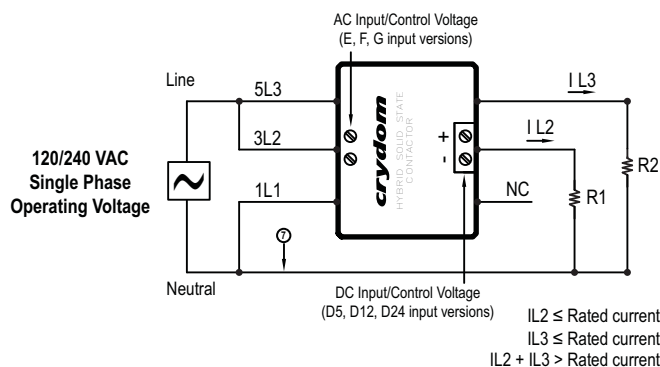 AC Input/Control Voltage
(E, F, G input versions)
Line
5L3
3L2
1L1
120/240 VAC
Single Phase
Operating Voltage
Neutral
7
crydom
HYBRID SOLID STATE
CONTACTOR
+
-
I L3
I L2
NC
R1
R2
DC Input/Control Voltage
(D5, D12, D24 input versions)
IL2 ≤ Rated current
IL3 ≤ Rated current
IL2 + IL3 > Rated current